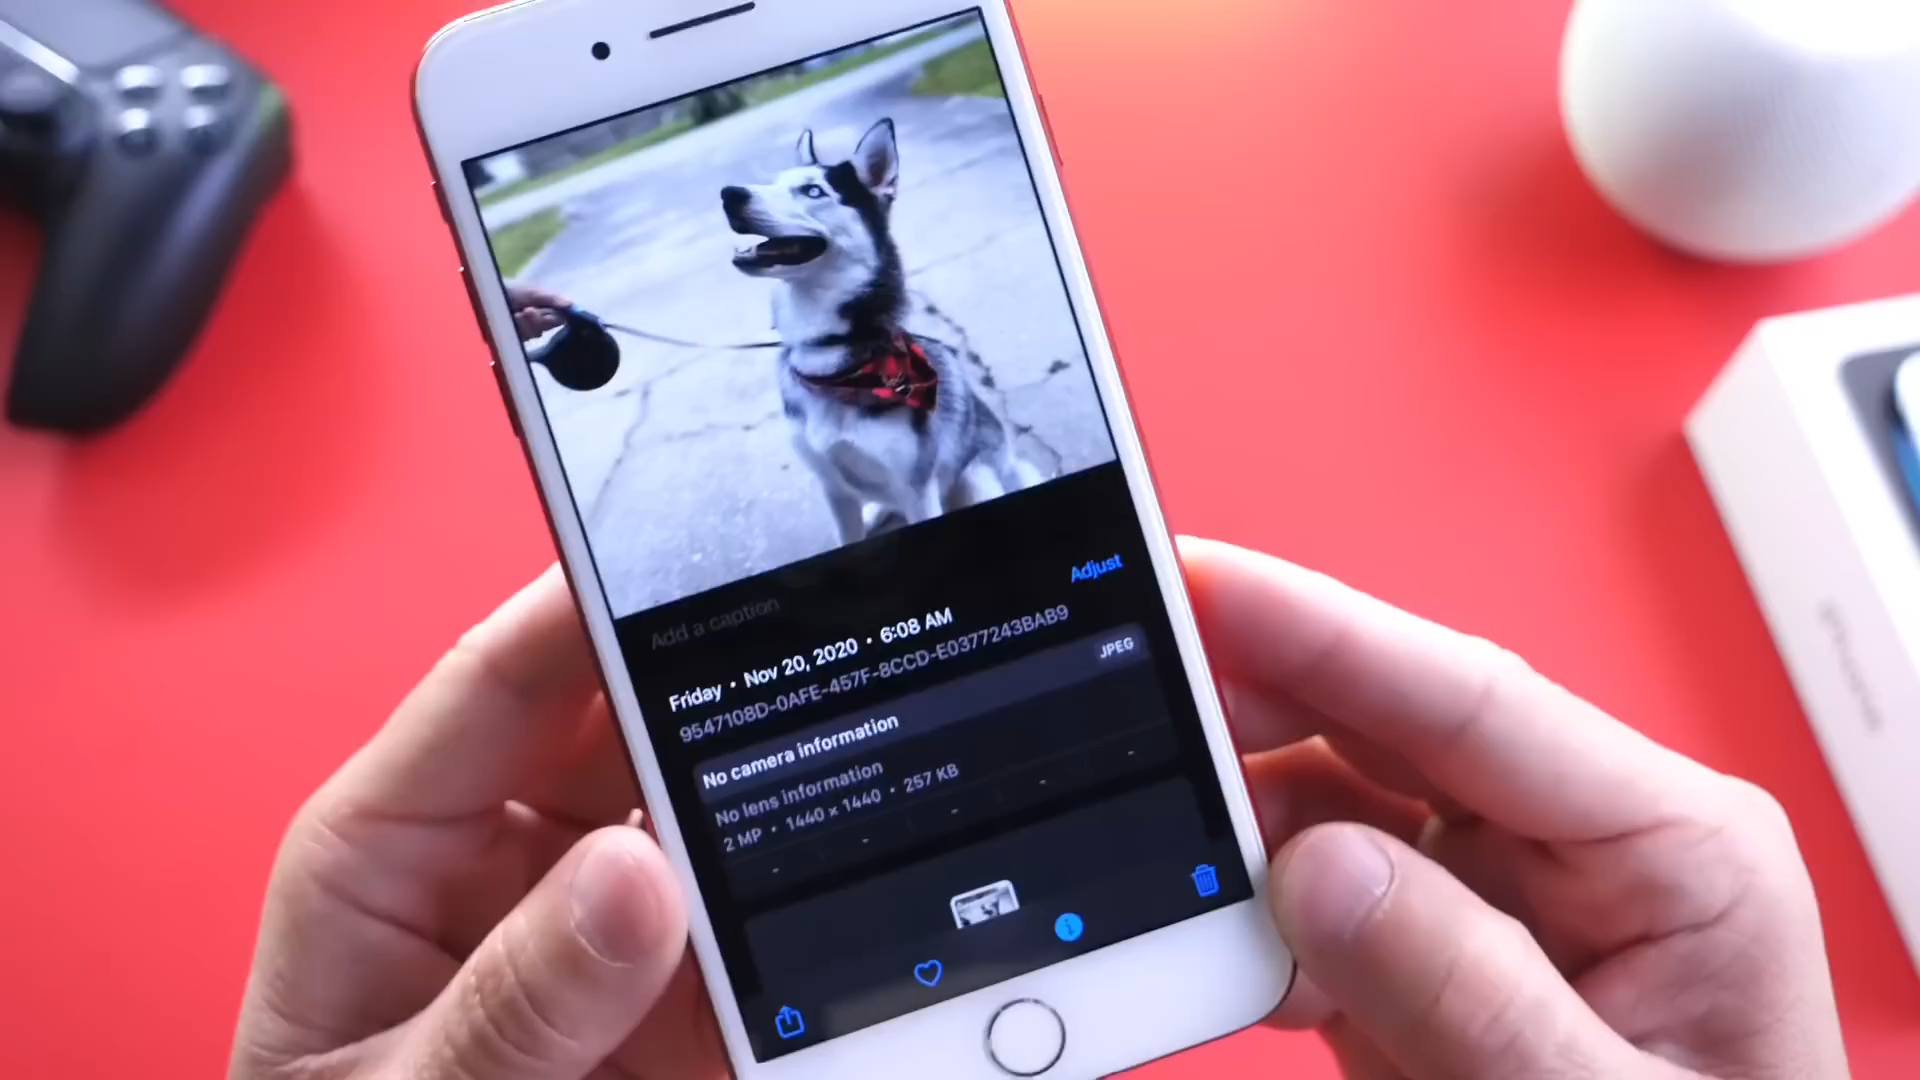 Add a caption
Adjust
Friday • Nov 20, 2020 • 6:08 AM
9547108D-0AFE-457F-8CCD-E0377243BAB9
No camera information
JPEG
No lens information
2 MP • 1440 × 1440 • 257 KB
- - - - -
iPhone